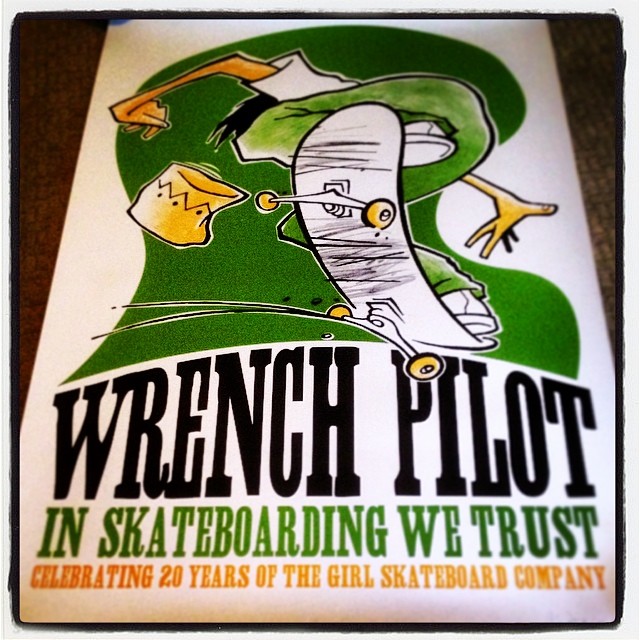 WRENCH PILOT
IN SKATEBOARDING WE TRUST
CELEBRATING 20 YEARS OF THE GIRL SKATEBOARD COMPANY